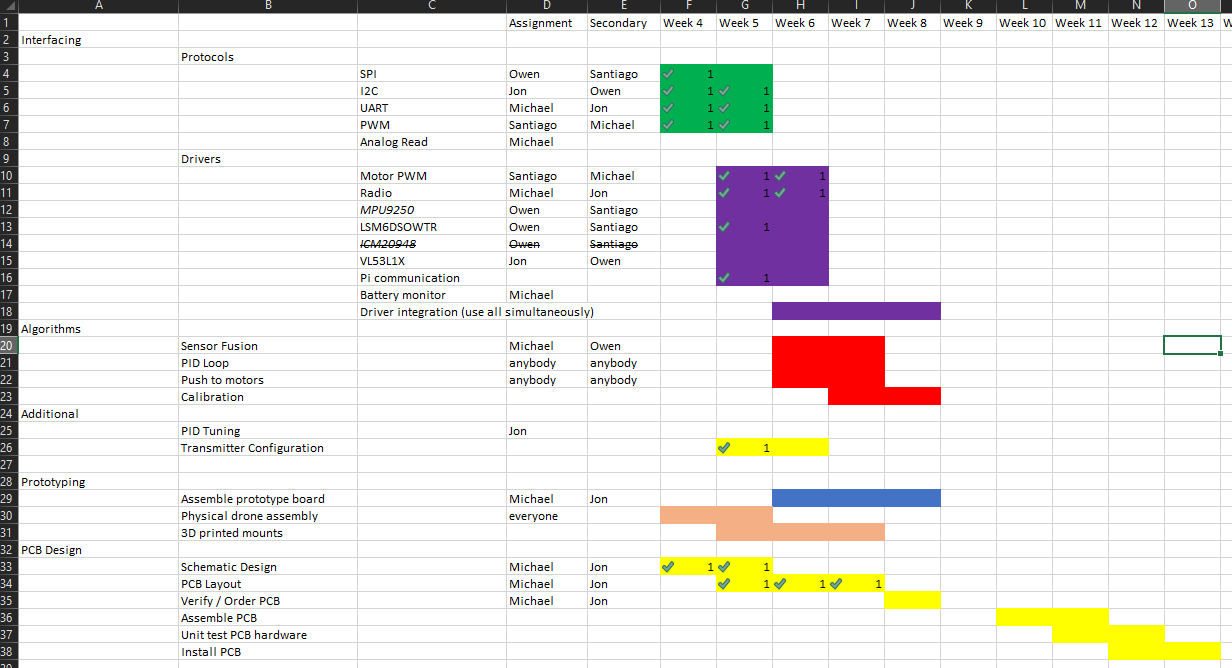 A B C D E F G H I J K L M N O
1 Assignment Secondary Week 4 Week 5 Week 6 Week 7 Week 8 Week 9 Week 10 Week 11 Week 12 Week 13 W
2 Interfacing
3 Protocols
4 SPI Owen Santiago 1
5 I2C Jon Owen 1 1
6 UART Michael Jon 1 1
7 PWM Santiago Michael 1 1
8 Analog Read Michael
9 Drivers
10 Motor PWM Santiago Michael 1 1
11 Radio Michael Jon 1 1
12 MPU9250 Owen Santiago
13 LSM6DSOWTR Owen Santiago 1
14 ICM20948 Owen Santiago
15 VL53L1X Jon Owen
16 Pi communication 1
17 Battery monitor Michael
18 Driver integration (use all simultaneously)
19 Algorithms
20 Sensor Fusion Michael Owen
21 PID Loop anybody anybody
22 Push to motors anybody anybody
23 Calibration
24 Additional
25 PID Tuning Jon
26 Transmitter Configuration 1
27
28 Prototyping
29 Assemble prototype board Michael Jon
30 Physical drone assembly everyone
31 3D printed mounts
32 PCB Design
33 Schematic Design Michael Jon 1 1
34 PCB Layout Michael Jon 1 1 1
35 Verify / Order PCB Michael Jon
36 Assemble PCB
37 Unit test PCB hardware
38 Install PCB